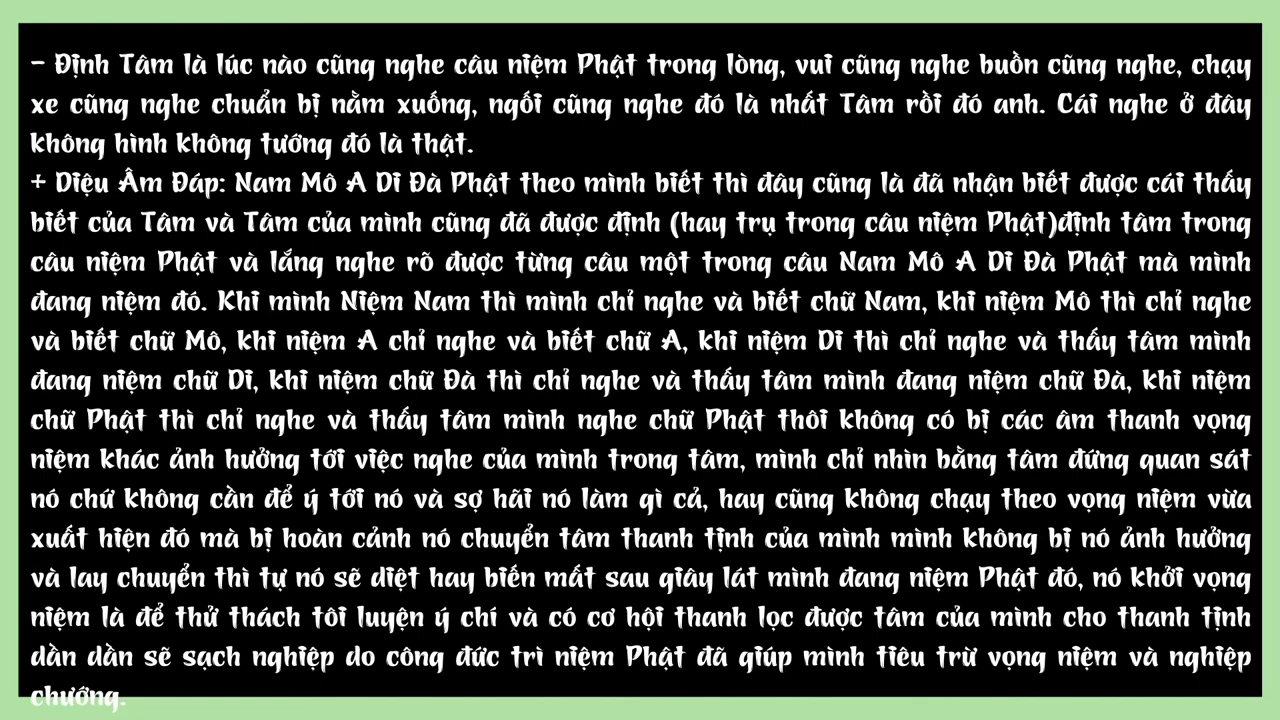 – Định Tâm là lúc nào cũng nghe câu niệm Phật trong lòng, vui cũng nghe buồn cũng nghe, chạy
xe cũng nghe chuẩn bị nằm xuống, ngối cũng nghe đó là nhất Tâm rồi đó anh. Cái nghe ở đây
không hình không tướng đó là thật.
+ Diệu Âm Đáp: Nam Mô A Di Đà Phật theo mình biết thì đây cũng là đã nhận biết được cái thấy
biết của Tâm và Tâm của mình cũng đã được định (hay trụ trong câu niệm Phật)định tâm trong
câu niệm Phật và lắng nghe rõ được từng câu một trong câu Nam Mô A Di Đà Phật mà mình
đang niệm đó. Khi mình Niệm Nam thì mình chỉ nghe và biết chữ Nam, khi niệm Mô thì chỉ nghe
và biết chữ Mô, khi niệm A chỉ nghe và biết chữ A, khi niệm Di thì chỉ nghe và thấy tâm mình
đang niệm chữ Di, khi niệm chữ Đà thì chỉ nghe và thấy tâm mình đang niệm chữ Đà, khi niệm
chữ Phật thì chỉ nghe và thấy tâm mình nghe chữ Phật thôi không có bị các âm thanh vọng
niệm khác ảnh hưởng tới việc nghe của mình trong tâm, mình chỉ nhìn bằng tâm đứng quan sát
nó chứ không cần để ý tới nó và sợ hãi nó làm gì cả, hay cũng không chạy theo vọng niệm vừa
xuất hiện đó mà bị hoàn cảnh nó chuyển tâm thanh tịnh của mình mình không bị nó ảnh hưởng
và lay chuyển thì tự nó sẽ diệt hay biến mất sau giây lát mình đang niệm Phật đó, nó khởi vọng
niệm là để thử thách tôi luyện ý chí và có cơ hội thanh lọc được tâm của mình cho thanh tịnh
dần dần sẽ sạch nghiệp do công đức trì niệm Phật đã giúp mình tiêu trừ vọng niệm và nghiệp
chướng.